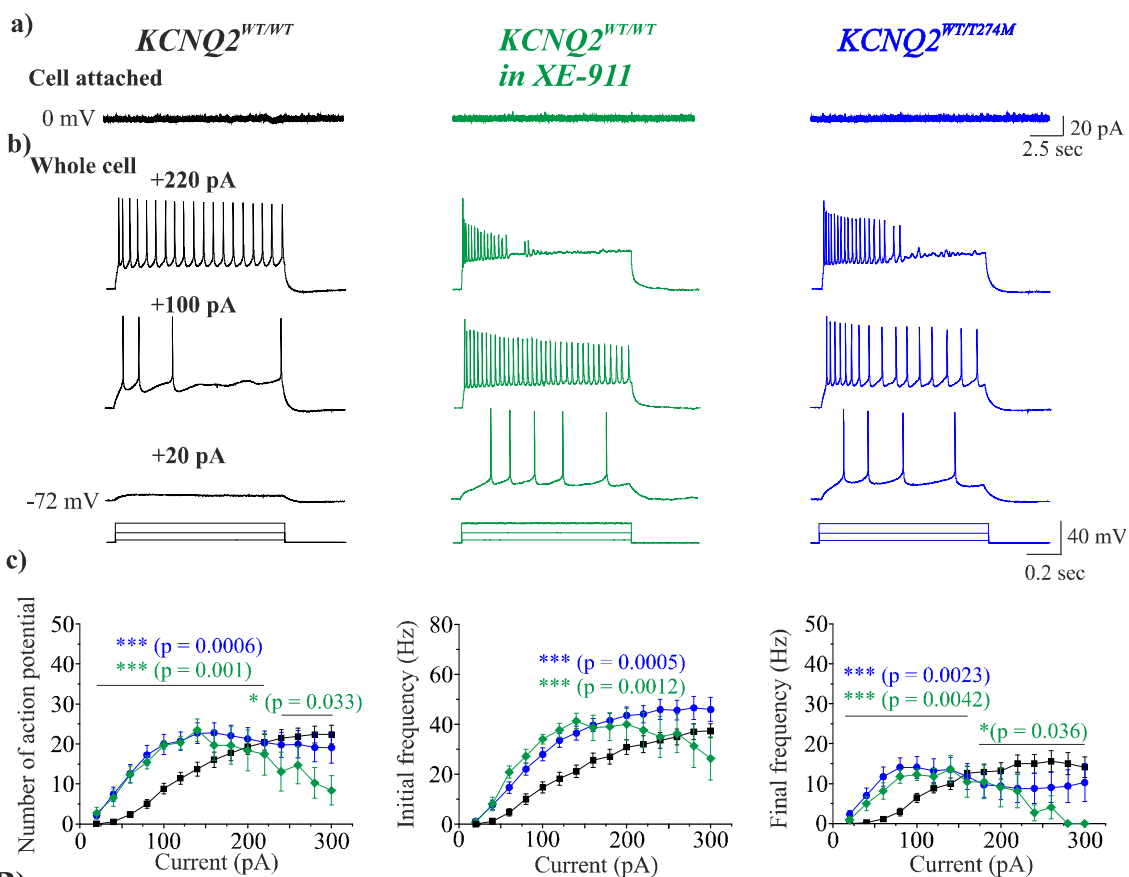 a)
KCNQ2WT/WT
KCNQ2WT/WT
in XE-911
KCNQ2WT/T274M
Cell attached
0 mV
20 pA
2.5 sec
b)
Whole cell
+220 pA
+100 pA
+20 pA
-72 mV
40 mV
0.2 sec
c)
Number of action potential
50
40
30
20
10
0
*** (p = 0.0006)
*** (p = 0.001)
* (p = 0.033)
0 100 200 300
Current (pA)
Initial frequency (Hz)
80
60
40
20
0
*** (p = 0.0005)
*** (p = 0.0012)
0 100 200 300
Current (pA)
Final frequency (Hz)
50
40
30
20
10
0
*** (p = 0.0023)
*** (p = 0.0042)
*(p = 0.036)
0 100 200 300
Current (pA)